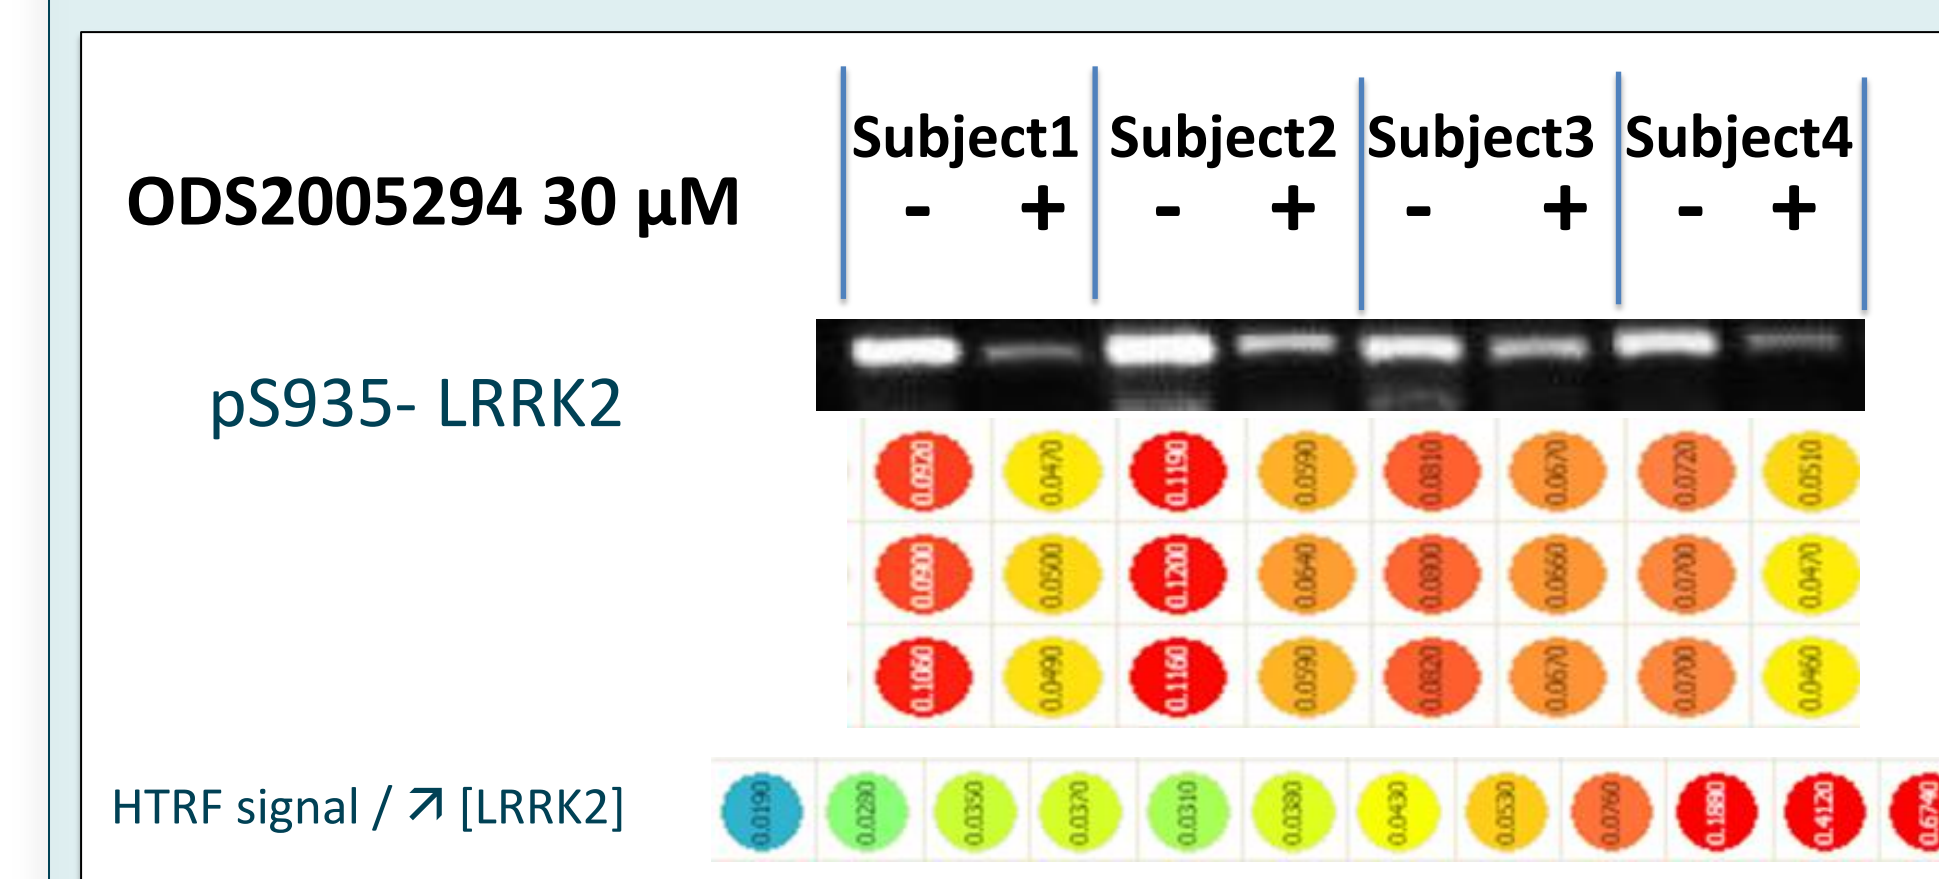 Subject1 Subject2 Subject3 Subject4
ODS2005294 30 µM - + - + - + - +
pS935- LRRK2
0.0920 0.0470 0.1190 0.0590 0.0810 0.0670 0.0720 0.0510
0.0900 0.0500 0.1200 0.0640 0.0800 0.0660 0.0700 0.0470
0.1060 0.0490 0.1160 0.0590 0.0820 0.0670 0.0700 0.0460
HTRF signal / ↗ [LRRK2] 0.0190 0.0280 0.0350 0.0370 0.0310 0.0380 0.0430 0.0530 0.0760 0.1880 0.4120 0.6740